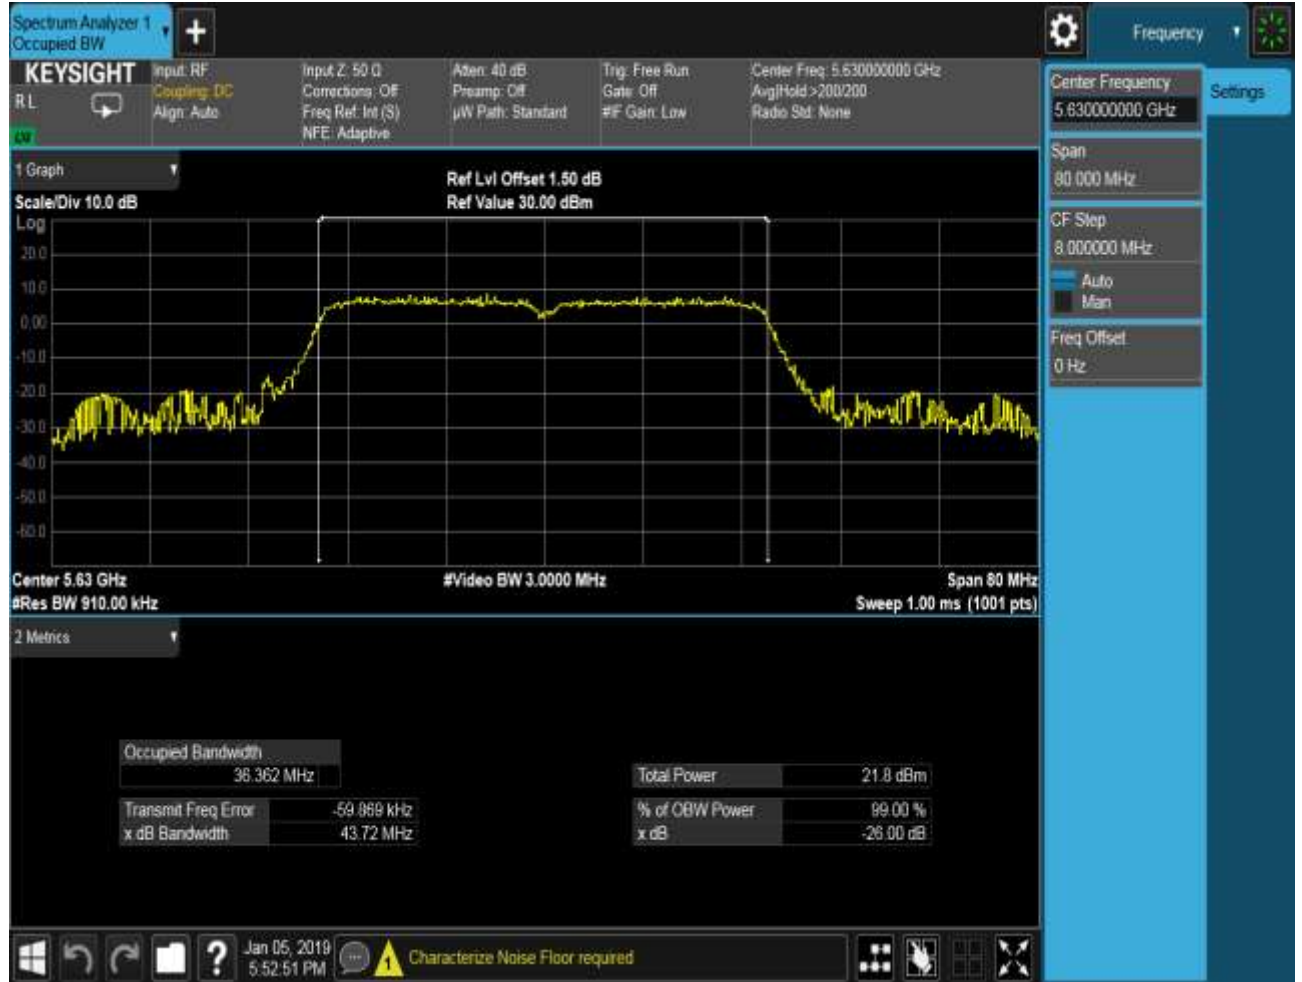 Spectrum Analyzer 1
Occupied BW
Frequency
KEYSIGHT
R L
Input: RF
Coupling: DC
Align: Auto
Input Z: 50 Ω
Corrections: Off
Freq Ref: Int (S)
NFE: Adaptive
Atten: 40 dB
Preamp: Off
µW Path: Standard
Trig: Free Run
Gate: Off
#IF Gain: Low
Center Freq: 5.630000000 GHz
Avg|Hold:>200/200
Radio Std: None
Center Frequency
5.630000000 GHz
Settings
Span
80.000 MHz
CF Step
8.000000 MHz
Auto
Man
Freq Offset
0 Hz
1 Graph
Scale/Div 10.0 dB
Ref Lvl Offset 1.50 dB
Ref Value 30.00 dBm
Log
20.0
10.0
0.00
-10.0
-20.0
-30.0
-40.0
-50.0
-60.0
Center 5.63 GHz
#Video BW 3.0000 MHz
Span 80 MHz
#Res BW 910.00 kHz
Sweep 1.00 ms (1001 pts)
2 Metrics
Occupied Bandwidth
36.362 MHz
Transmit Freq Error -59.869 kHz
x dB Bandwidth 43.72 MHz
Total Power 21.8 dBm
% of OBW Power 99.00 %
x dB -26.00 dB
?
Jan 05, 2019
5:52:51 PM
1
Characterize Noise Floor required